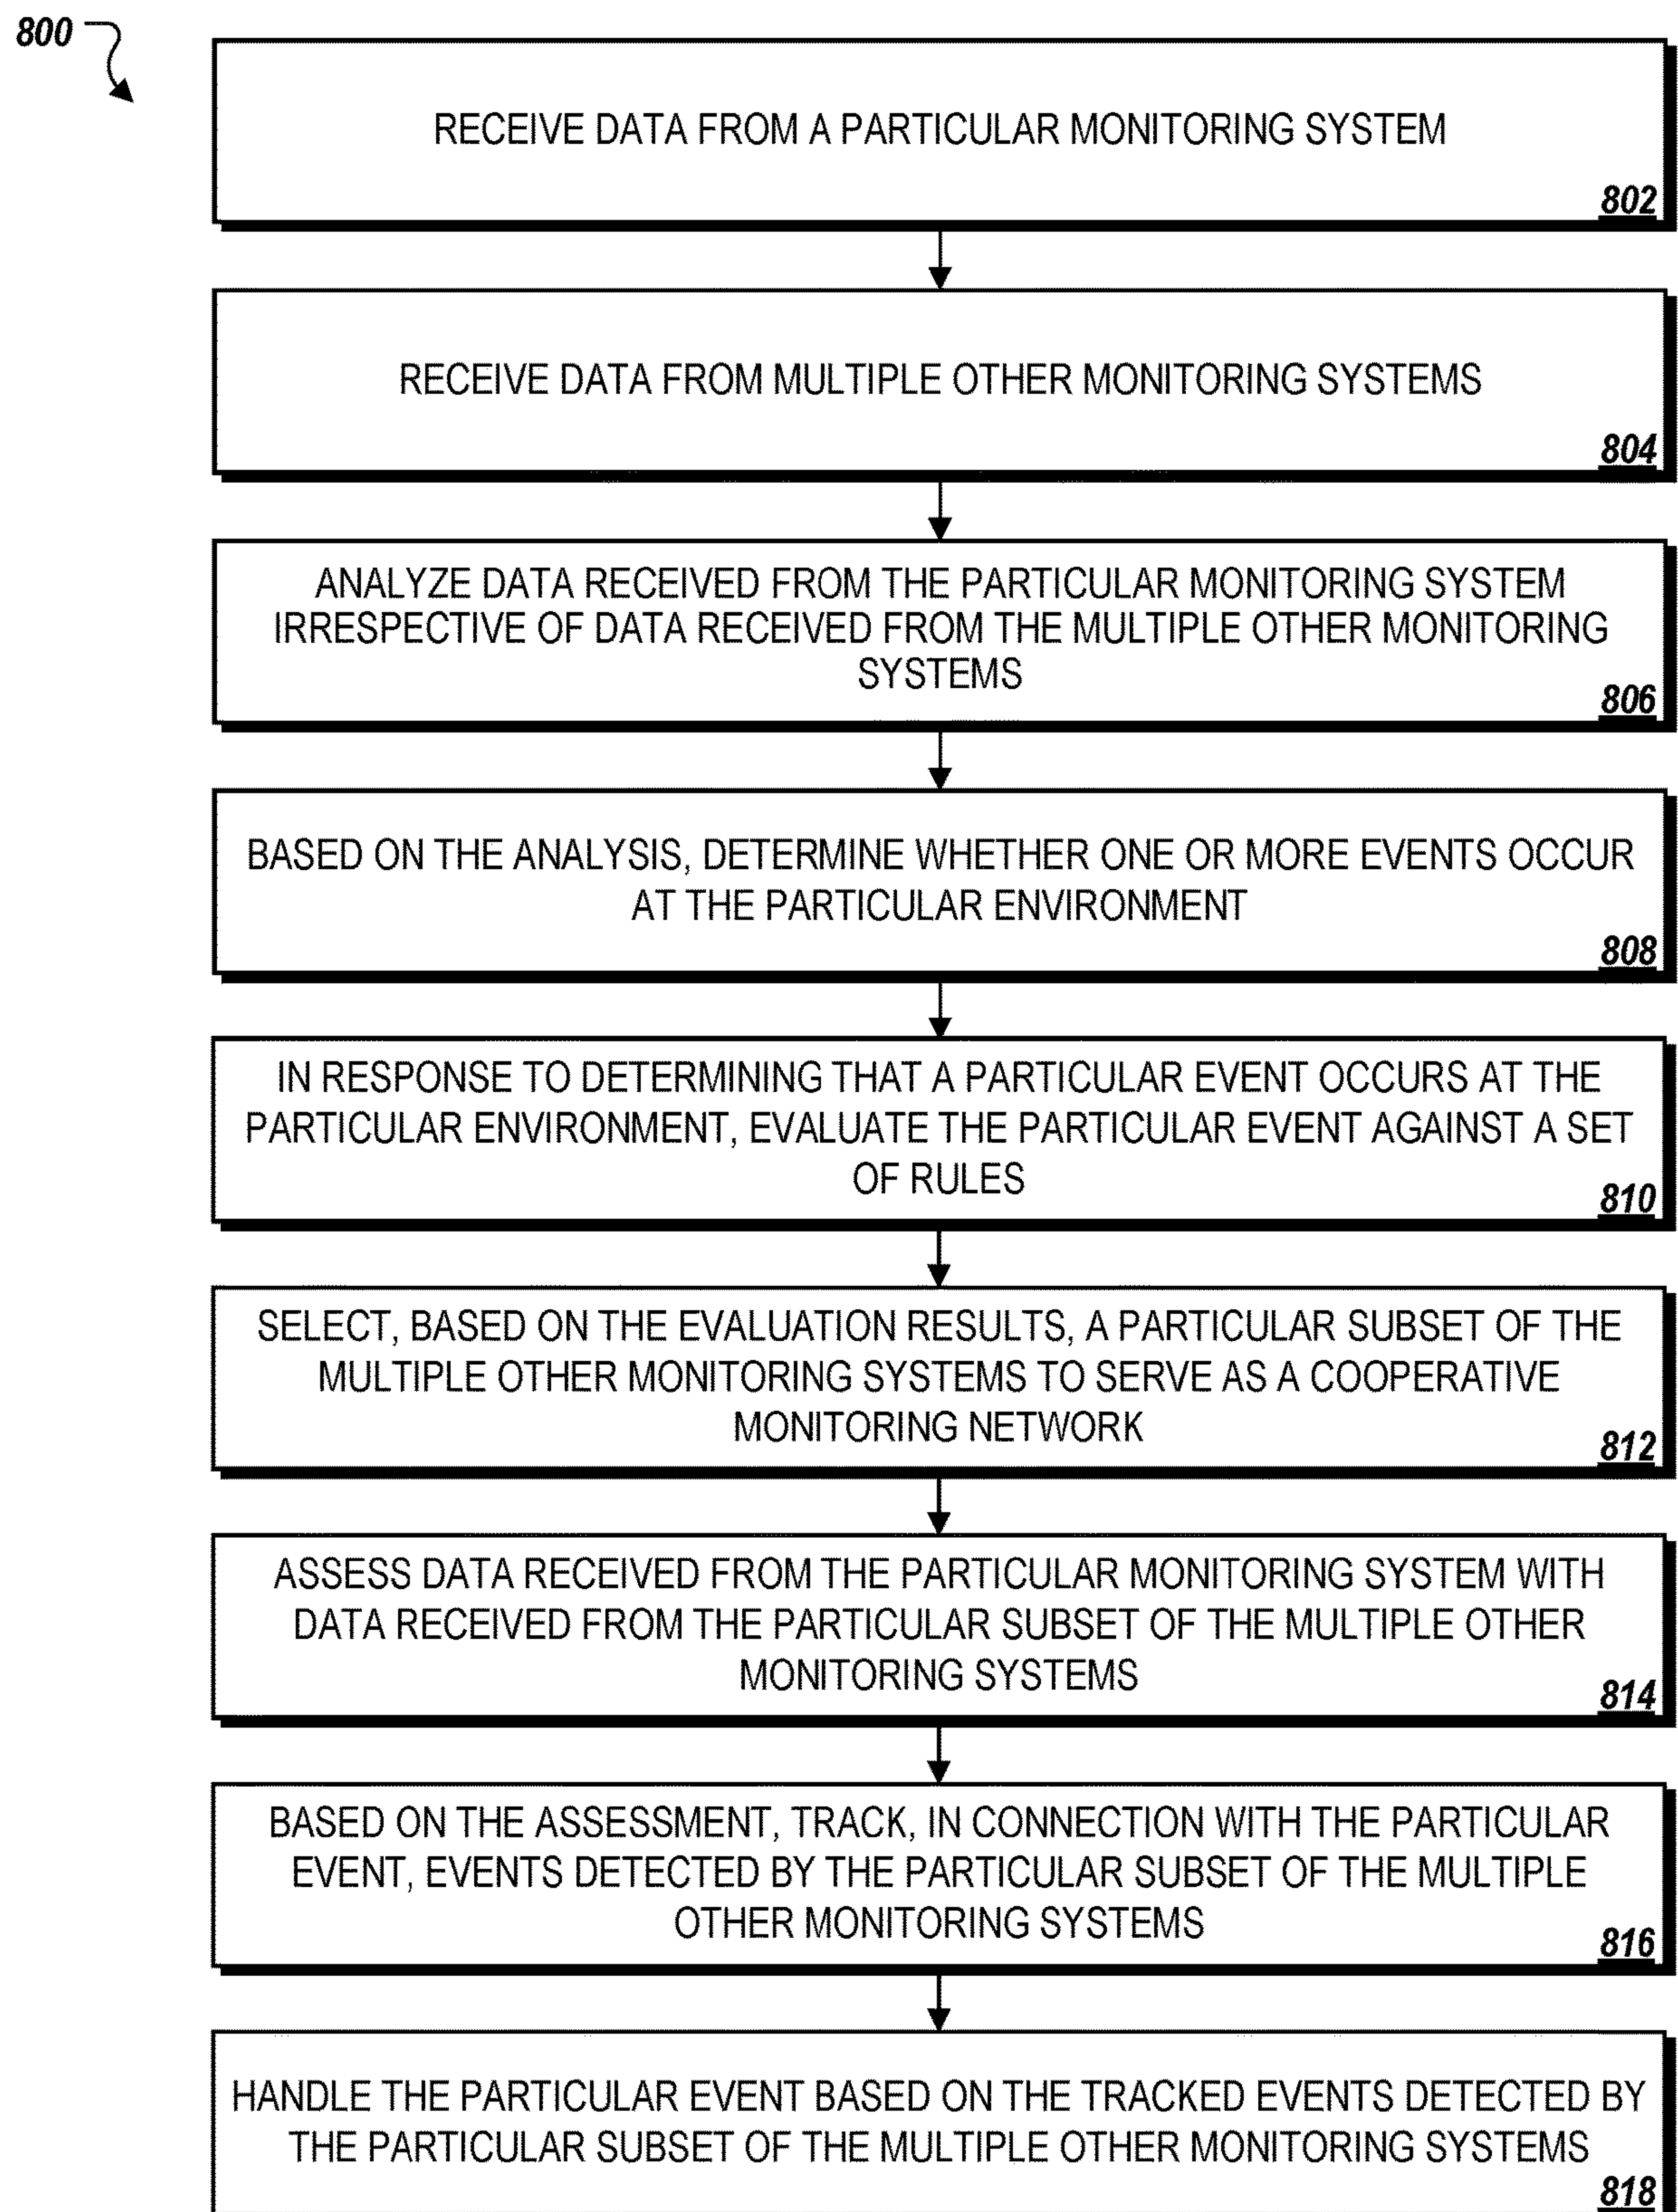 800
RECEIVE DATA FROM A PARTICULAR MONITORING SYSTEM
802
RECEIVE DATA FROM MULTIPLE OTHER MONITORING SYSTEMS
804
ANALYZE DATA RECEIVED FROM THE PARTICULAR MONITORING SYSTEM
IRRESPECTIVE OF DATA RECEIVED FROM THE MULTIPLE OTHER MONITORING
SYSTEMS
806
BASED ON THE ANALYSIS, DETERMINE WHETHER ONE OR MORE EVENTS OCCUR
AT THE PARTICULAR ENVIRONMENT
808
IN RESPONSE TO DETERMINING THAT A PARTICULAR EVENT OCCURS AT THE
PARTICULAR ENVIRONMENT, EVALUATE THE PARTICULAR EVENT AGAINST A SET
OF RULES
810
SELECT, BASED ON THE EVALUATION RESULTS, A PARTICULAR SUBSET OF THE
MULTIPLE OTHER MONITORING SYSTEMS TO SERVE AS A COOPERATIVE
MONITORING NETWORK
812
ASSESS DATA RECEIVED FROM THE PARTICULAR MONITORING SYSTEM WITH
DATA RECEIVED FROM THE PARTICULAR SUBSET OF THE MULTIPLE OTHER
MONITORING SYSTEMS
814
BASED ON THE ASSESSMENT, TRACK, IN CONNECTION WITH THE PARTICULAR
EVENT, EVENTS DETECTED BY THE PARTICULAR SUBSET OF THE MULTIPLE
OTHER MONITORING SYSTEMS
816
HANDLE THE PARTICULAR EVENT BASED ON THE TRACKED EVENTS DETECTED BY
THE PARTICULAR SUBSET OF THE MULTIPLE OTHER MONITORING SYSTEMS
818